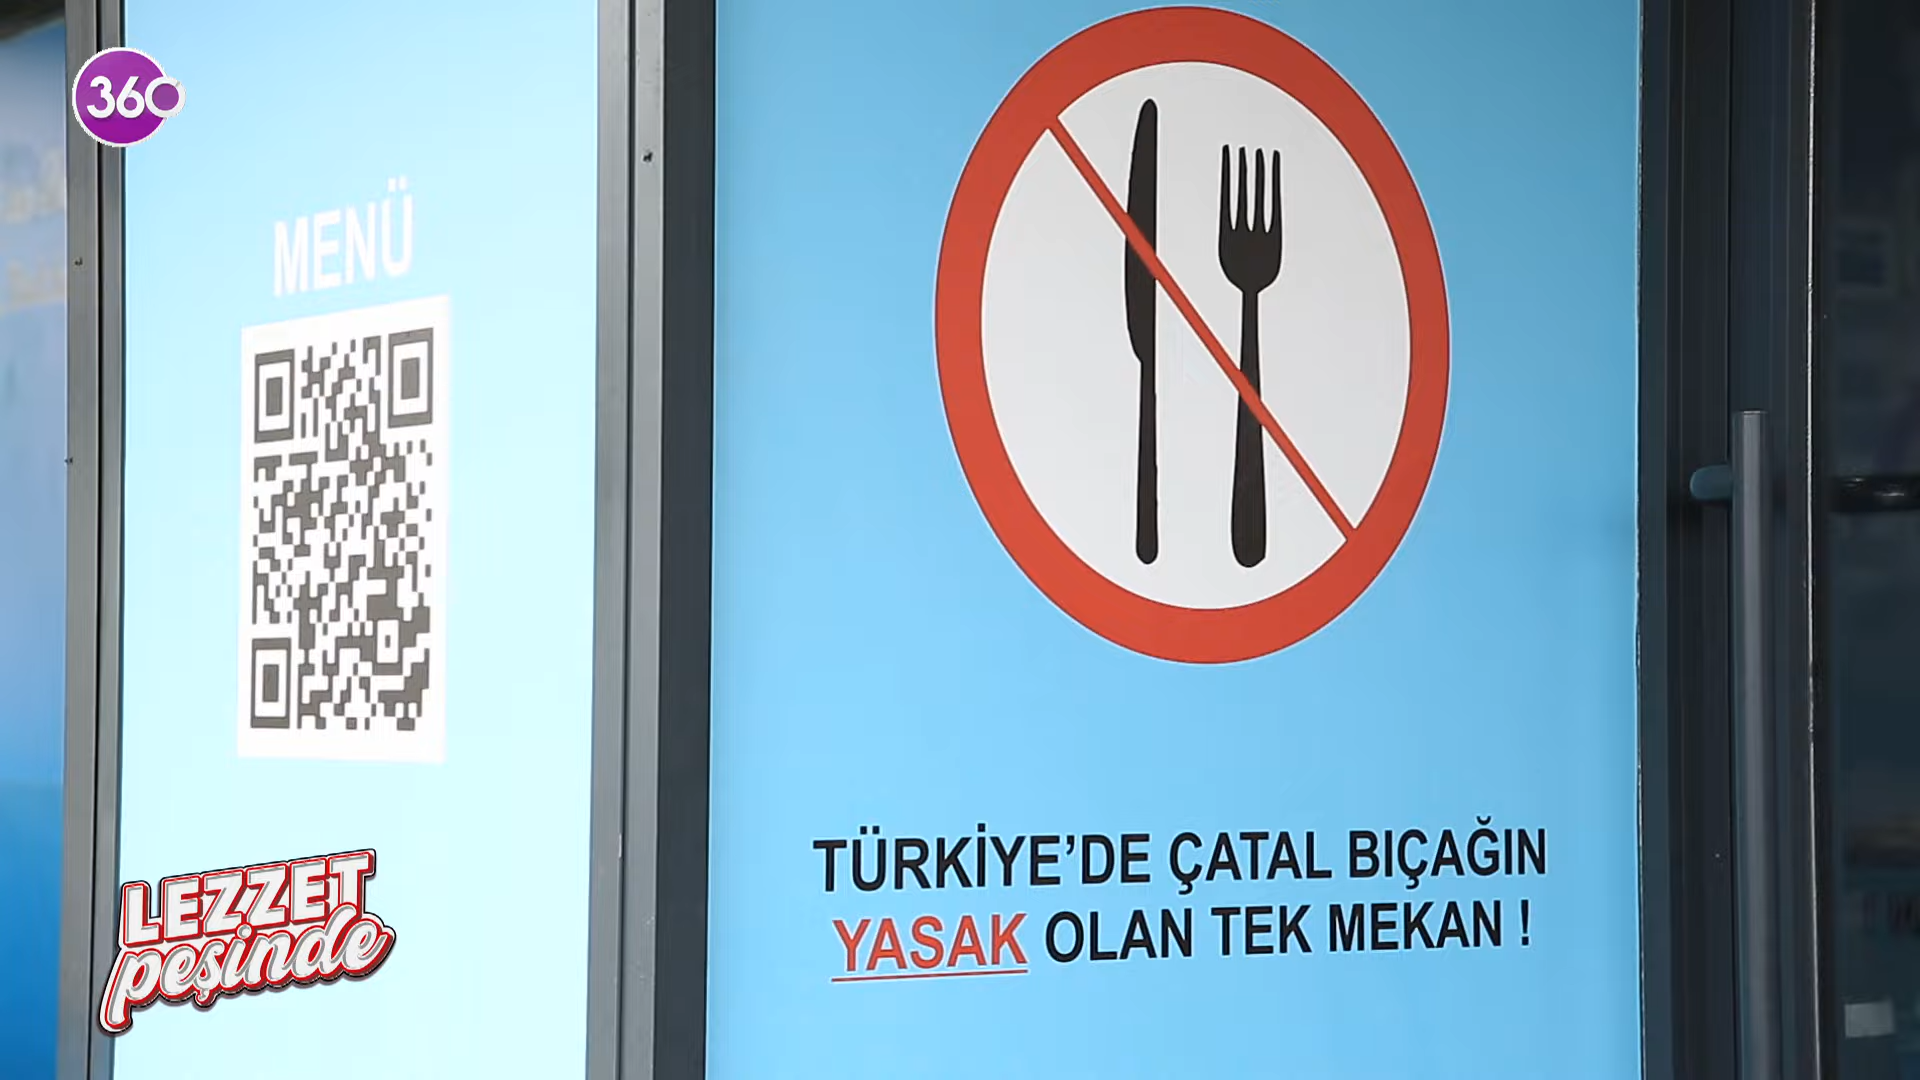 360
MENÜ
TÜRKİYE'DE ÇATAL BIÇAĞIN
YASAK OLAN TEK MEKAN !
LEZZET
peşinde